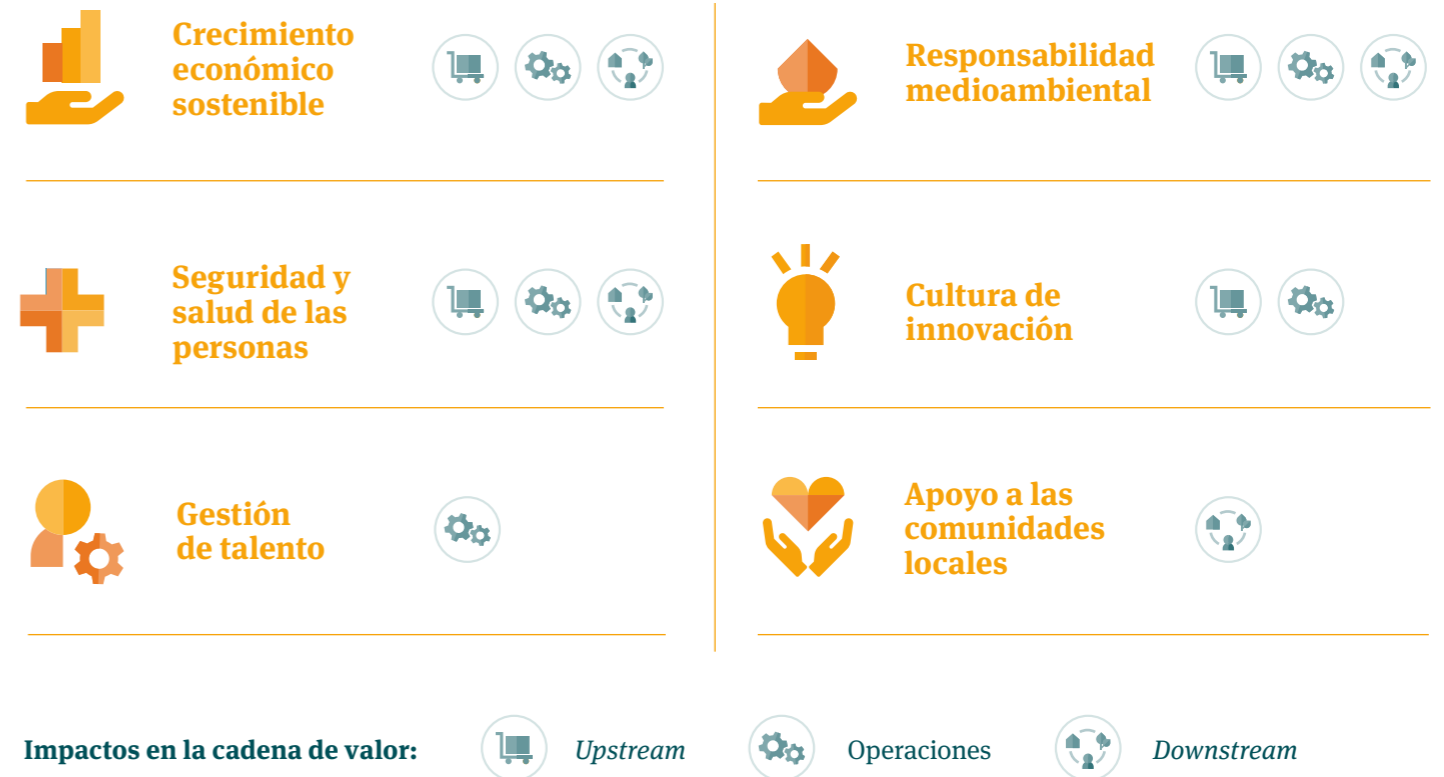 Crecimiento
económico
sostenible
Responsabilidad
medioambiental
Seguridad y
salud de las
personas
Cultura de
innovación
Gestión
de talento
Apoyo a las
comunidades
locales
Impactos en la cadena de valor: Upstream Operaciones Downstream